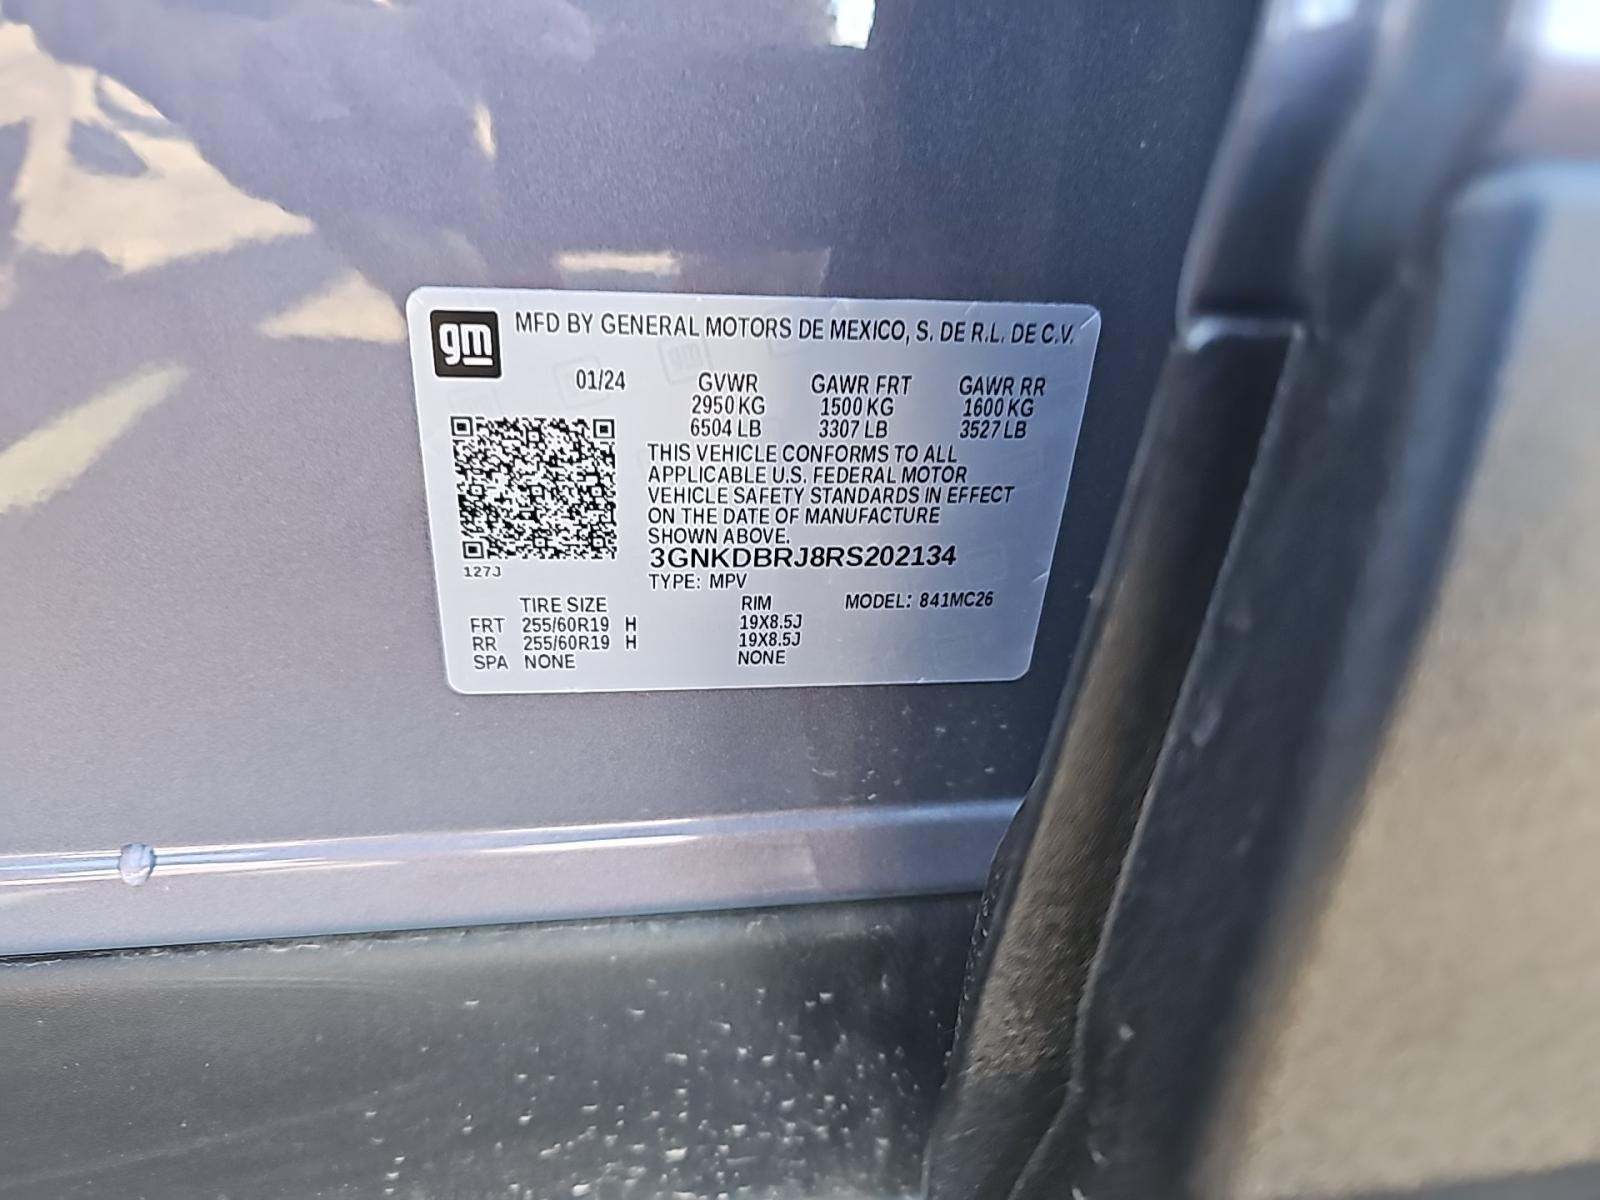 gm
MFD BY GENERAL MOTORS DE MEXICO, S. DE R.L. DE C.V.
01/24 GVWR GAWR FRT GAWR RR
2950 KG 1500 KG 1600 KG
6504 LB 3307 LB 3527 LB
THIS VEHICLE CONFORMS TO ALL
APPLICABLE U.S. FEDERAL MOTOR
VEHICLE SAFETY STANDARDS IN EFFECT
ON THE DATE OF MANUFACTURE
SHOWN ABOVE.
3GNKDBRJ8RS202134
127J
TYPE: MPV
TIRE SIZE RIM MODEL: 841MC26
FRT 255/60R19 H 19X8.5J
RR 255/60R19 H 19X8.5J
SPA NONE NONE